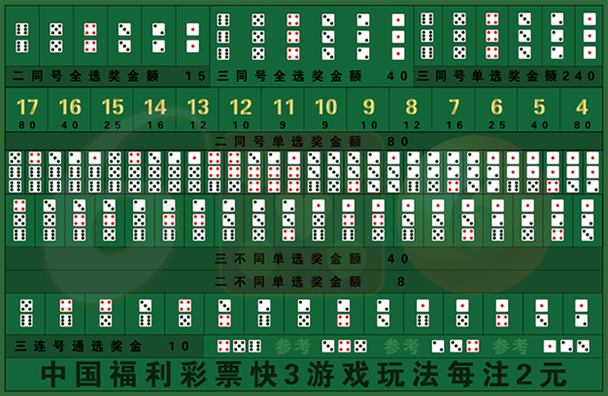 二同号全选奖金额 15
三同号全选奖金额 40
三同号单选奖金额240
17 16 15 14 13 12 11 10 9 8 7 6 5 4
80 40 25 16 12 10 9 9 10 12 16 25 40 80
二同号单选奖金额 80
三不同单选奖金额 40
二不同单选奖金额 8
三连号通选奖金 10
参考 参考 参考 参考
中国福利彩票快3游戏玩法每注2元